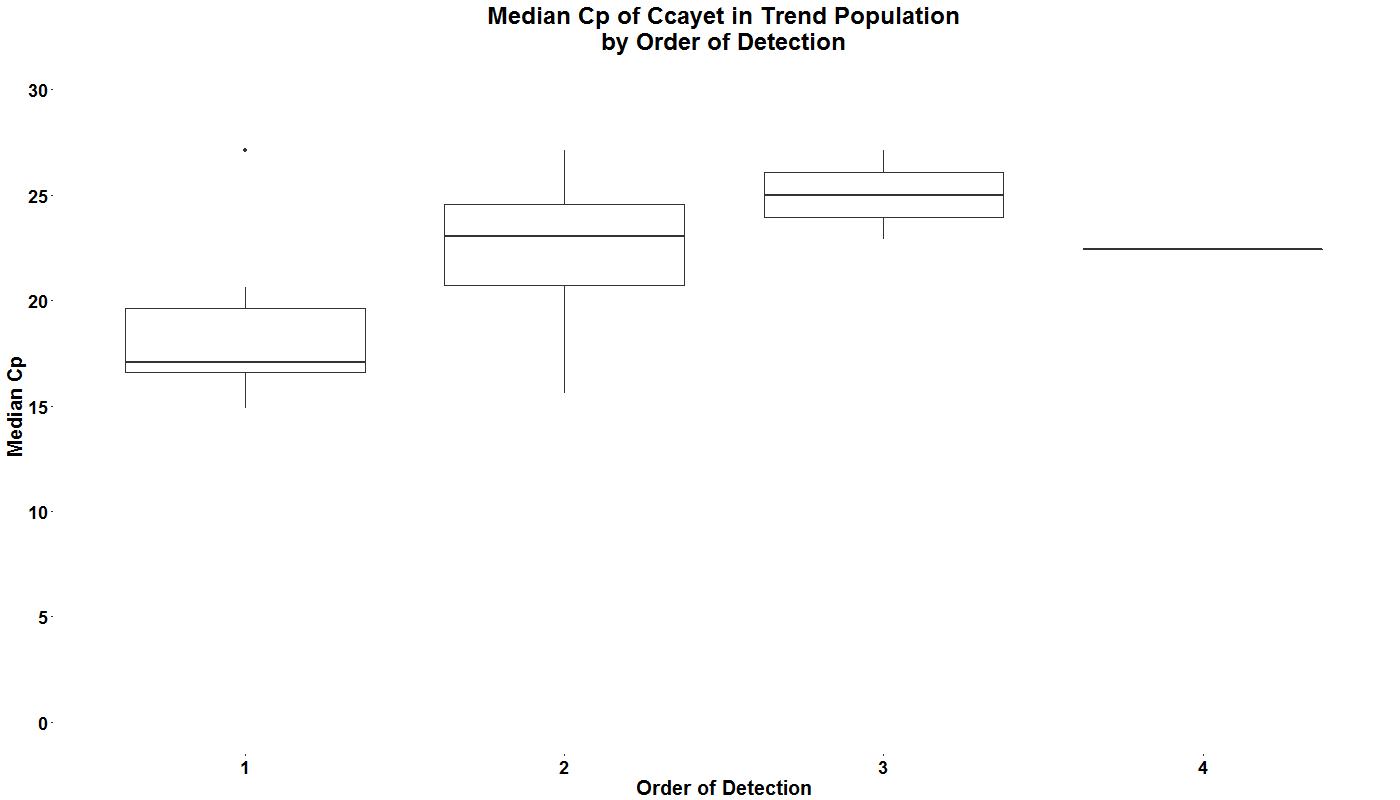 Median Cp of Ccayet in Trend Population
by Order of Detection
30
25
20
15
10
5
0
Median Cp
1 2 3 4
Order of Detection